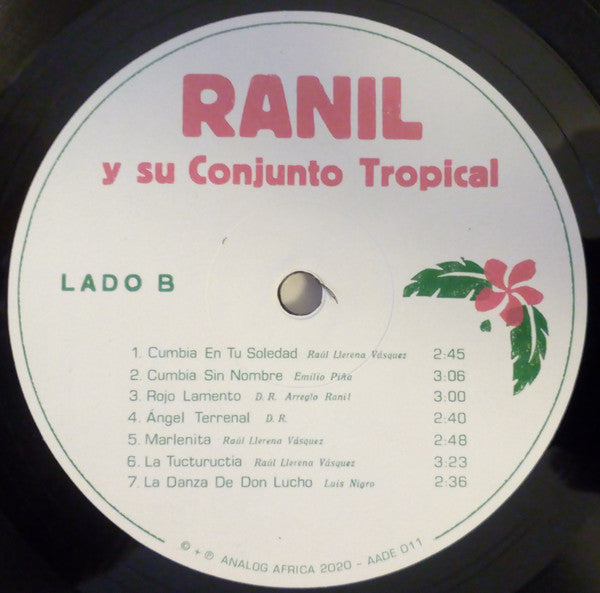 RANIL
y su Conjunto Tropical
LADO B
1. Cumbia En Tu Soledad Raúl Llerena Vásquez 2:45
2. Cumbia Sin Nombre Emilio Piña 3:06
3. Rojo Lamento D. R. Arreglo Ranil 3:00
4. Ángel Terrenal D. R. 2:40
5. Marlenita Raúl Llerena Vásquez 2:48
6. La Tuctuructia Raúl Llerena Vásquez 3:23
7. La Danza De Don Lucho Luis Nigro 2:36
© + ℗ ANALOG AFRICA 2020 - AADE 011